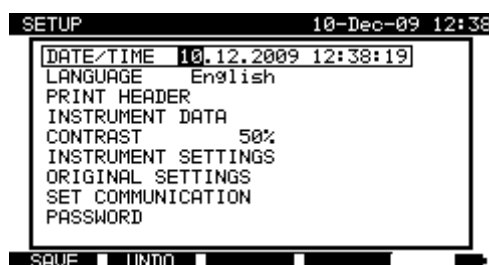 SETUP 10-Dec-09 12:38
DATE/TIME 10.12.2009 12:38:19
LANGUAGE English
PRINT HEADER
INSTRUMENT DATA
CONTRAST 50%
INSTRUMENT SETTINGS
ORIGINAL SETTINGS
SET COMMUNICATION
PASSWORD
SAVE UNDO